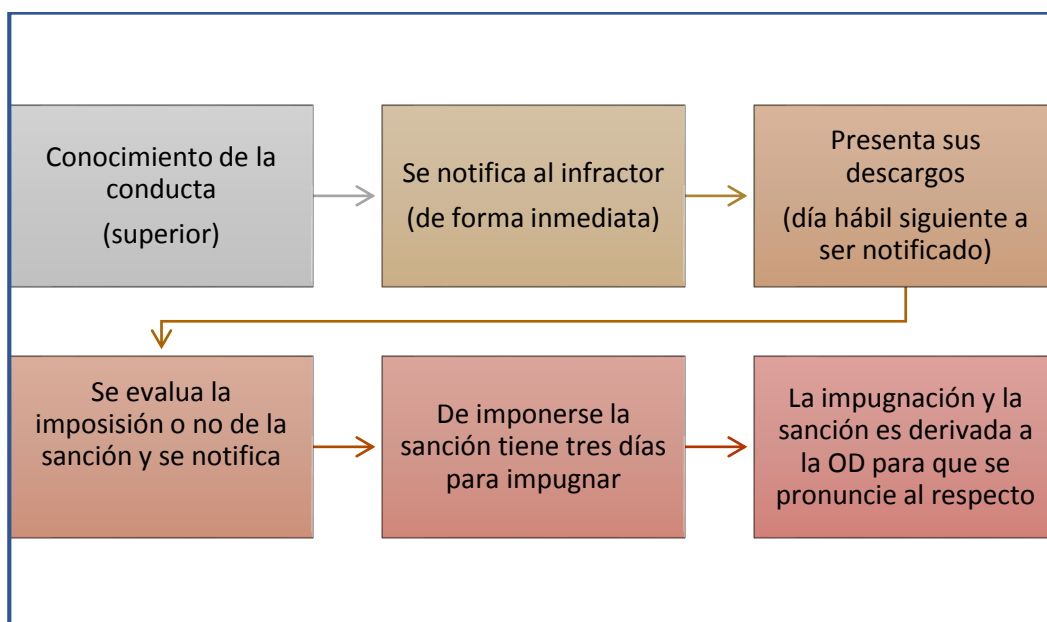 Conocimiento de la
conducta
(superior)
Se notifica al infractor
(de forma inmediata)
Presenta sus
descargos
(día hábil siguiente a
ser notificado)
Se evalua la
imposisión o no de la
sanción y se notifica
De imponerse la
sanción tiene tres días
para impugnar
La impugnación y la
sanción es derivada a
la OD para que se
pronuncie al respecto